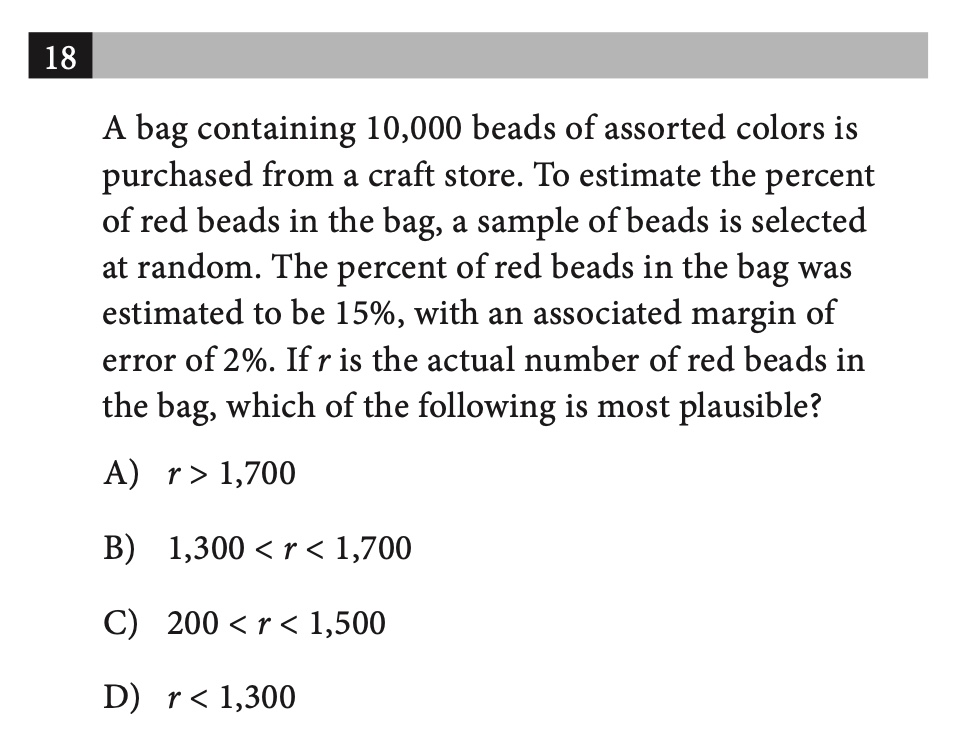 18
A bag containing 10,000 beads of assorted colors is
purchased from a craft store. To estimate the percent
of red beads in the bag, a sample of beads is selected
at random. The percent of red beads in the bag was
estimated to be 15%, with an associated margin of
error of 2%. If r is the actual number of red beads in
the bag, which of the following is most plausible?
A) r > 1,700
B) 1,300 < r < 1,700
C) 200 < r < 1,500
D) r < 1,300